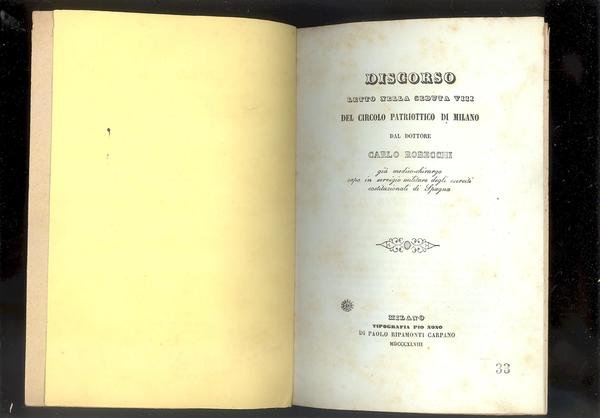 DISCORSO
LETTO NELLA SEDUTA VIII
DEL CIRCOLO PATRIOTTICO DI MILANO
DAL DOTTORE
CARLO ROBECCHI
già medico-chirurgo
capo in servigio militare degli eserciti
costituzionali di Spagna
MILANO
TIPOGRAFIA PIO NONO
DI PAOLO RIPAMONTI CARPANO
MDCCCXLVIII
33